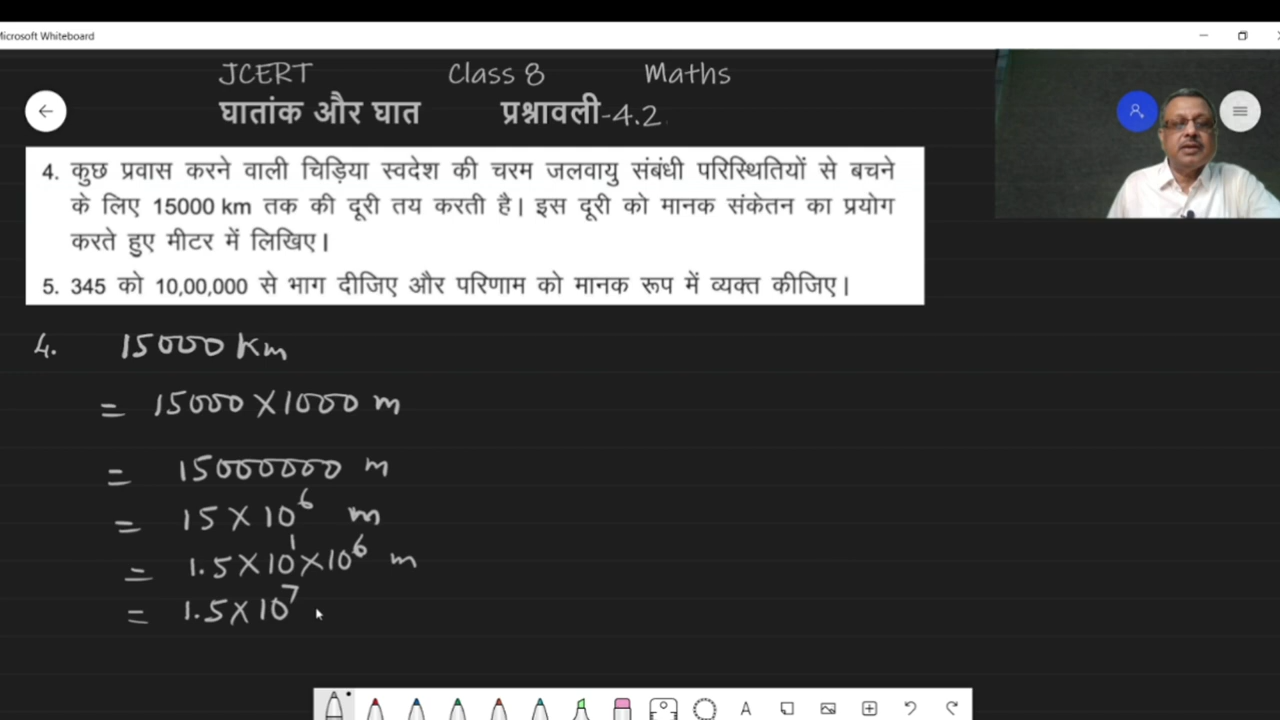 Microsoft Whiteboard
JCERT Class 8 Maths
घातांक और घात प्रश्नावली-4.2
4. कुछ प्रवास करने वाली चिड़िया स्वदेश की चरम जलवायु संबंधी परिस्थितियों से बचने
के लिए 15000 km तक की दूरी तय करती है। इस दूरी को मानक संकेतन का प्रयोग
करते हुए मीटर में लिखिए।
5. 345 को 10,00,000 से भाग दीजिए और परिणाम को मानक रूप में व्यक्त कीजिए।
4. 15000 Km
= 15000 × 1000 m
= 15000000 m
= 15 × 10⁶ m
= 1.5 × 10¹ × 10⁶ m
= 1.5 × 10⁷
A